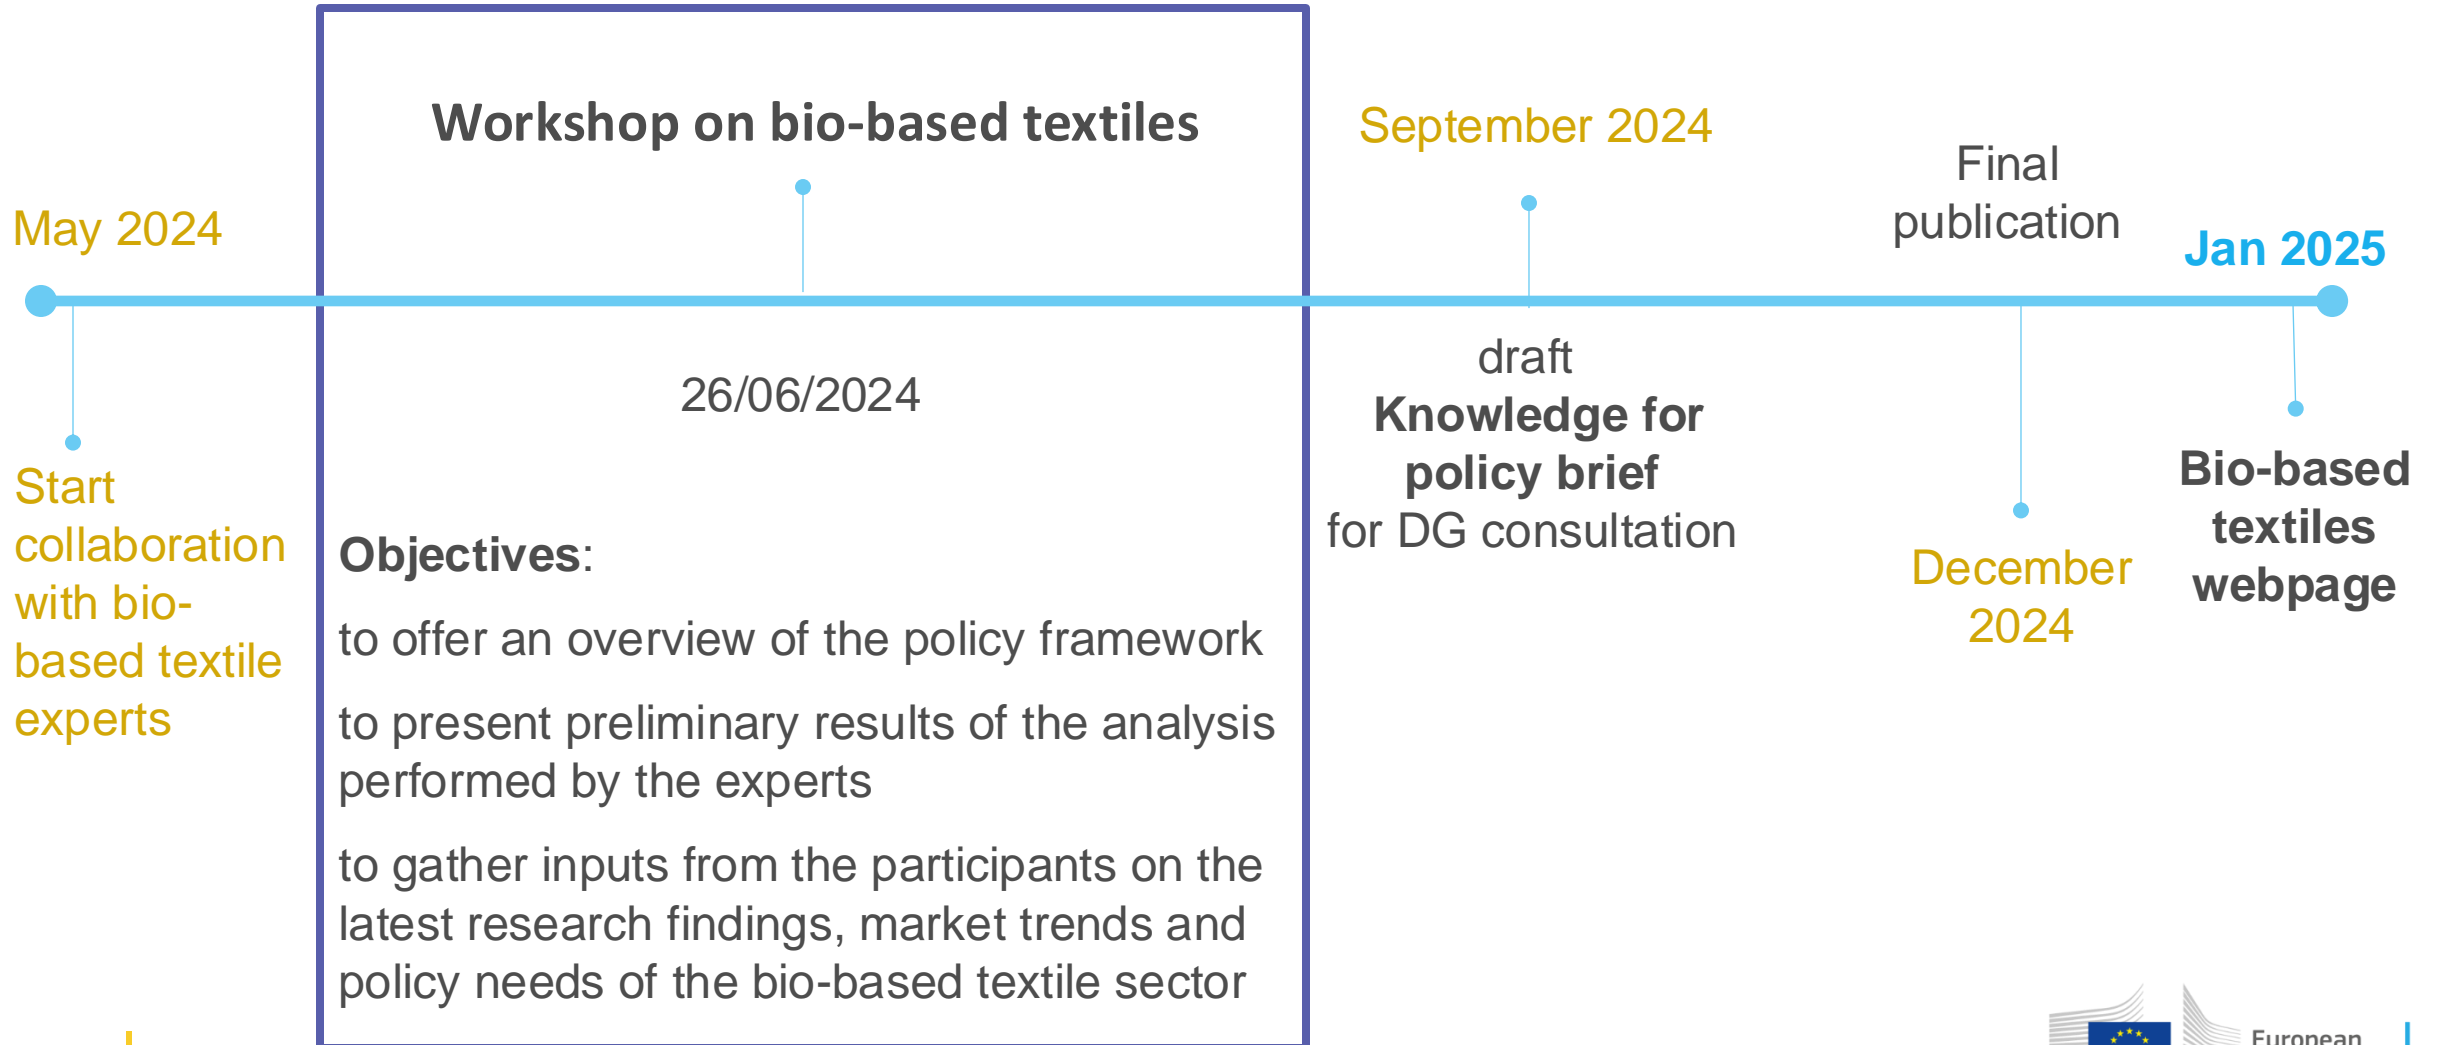 Workshop on bio-based textiles
26/06/2024
Objectives:
to offer an overview of the policy framework
to present preliminary results of the analysis
performed by the experts
to gather inputs from the participants on the
latest research findings, market trends and
policy needs of the bio-based textile sector
May 2024
Start
collaboration
with bio-
based textile
experts
September 2024
draft
Knowledge for
policy brief
for DG consultation
Final
publication
December
2024
Jan 2025
Bio-based
textiles
webpage
European